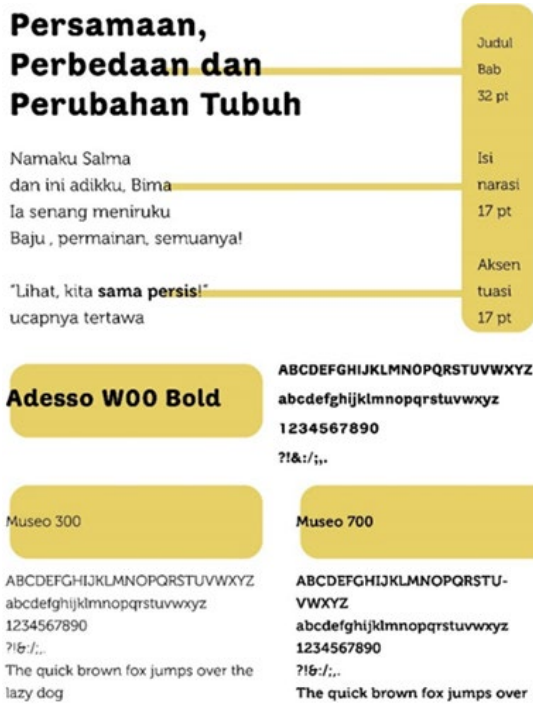 Persamaan,
Perbedaan dan
Perubahan Tubuh
Judul
Bab
32 pt
Namaku Salma
dan ini adikku, Bima
Ia senang meniruku
Baju , permainan, semuanya!
Isi
narasi
17 pt
"Lihat, kita sama persis!"
ucapnya tertawa
Aksen
tuasi
17 pt
Adesso W00 Bold
ABCDEFGHIJKLMNOPQRSTUVWXYZ
abcdefghijklmnopqrstuvwxyz
1234567890
?!&:/;,.
Museo 300
ABCDEFGHIJKLMNOPQRSTUVWXYZ
abcdefghijklmnopqrstuvwxyz
1234567890
?!&:/;,.
The quick brown fox jumps over the
lazy dog
Museo 700
ABCDEFGHIJKLMNOPQRSTU-
VWXYZ
abcdefghijklmnopqrstuvwxyz
1234567890
?!&:/;,.
The quick brown fox jumps over